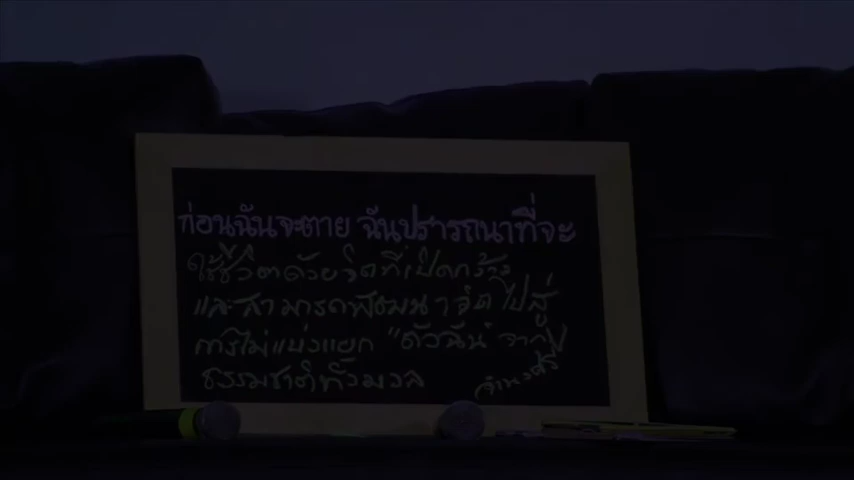 ก่อนฉันจะตาย ฉันปรารถนาที่จะ
ใช้ชีวิตด้วยจิตที่เปิดกว้าง
และสามารถพัฒนาจิตไปสู่
การไม่แบ่งแยก "ตัวฉัน" จาก
ธรรมชาติทั้งมวล